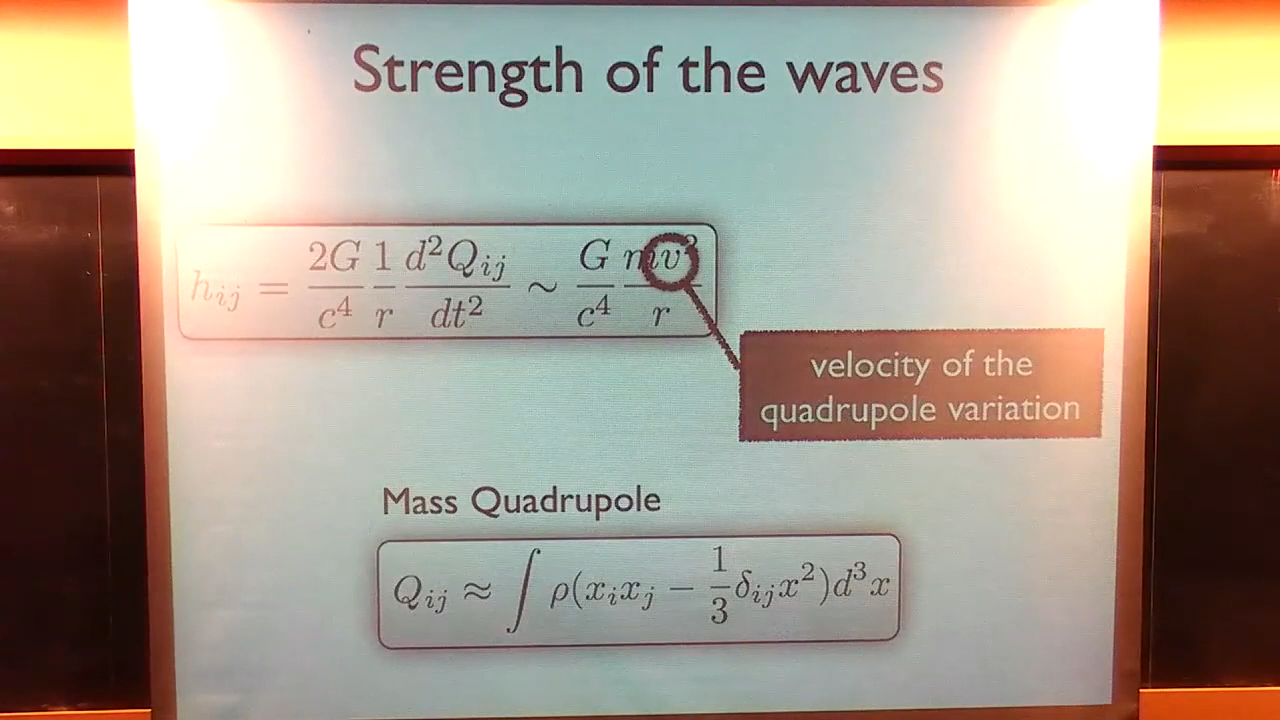 Strength of the waves
h_{ij} = \frac{2G}{c^4} \frac{1}{r} \frac{d^2 Q_{ij}}{dt^2} \sim \frac{G}{c^4} \frac{mv^2}{r}
velocity of the
quadrupole variation
Mass Quadrupole
Q_{ij} \approx \int \rho(x_i x_j - \frac{1}{3} \delta_{ij} x^2) d^3 x